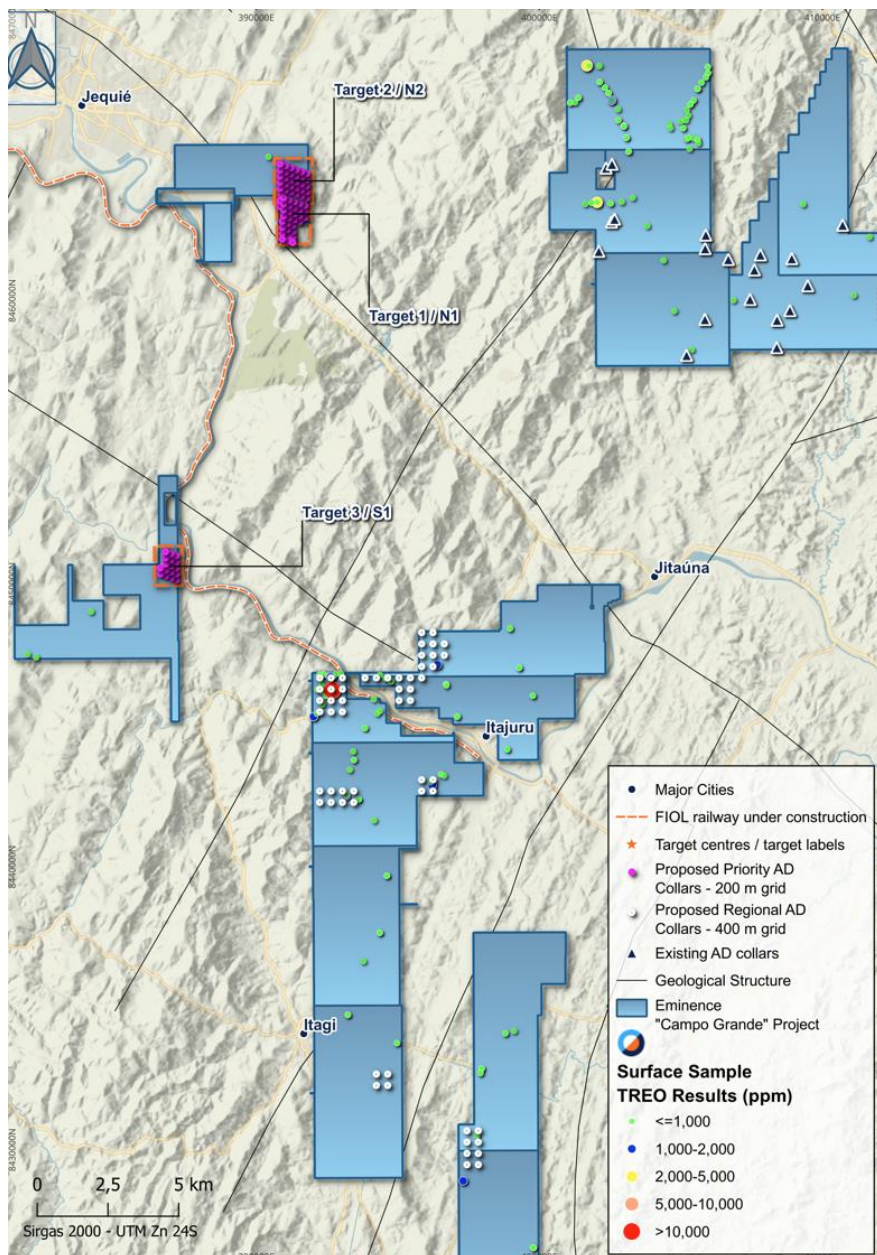 390000E
400000E
410000E
N
Jequié
Target 2 / N2
Target 1 / N1
8460000N
Target 3 / S1
8450000N
Jitaúna
Itajuru
8440000N
Itagi
8430000N
Major Cities
FIOL railway under construction
Target centres / target labels
Proposed Priority AD
Collars - 200 m grid
Proposed Regional AD
Collars - 400 m grid
Existing AD collars
Geological Structure
Eminence
"Campo Grande" Project
Surface Sample
TREO Results (ppm)
<=1,000
1,000-2,000
2,000-5,000
5,000-10,000
>10,000
0 2,5 5 km
Sirgas 2000 - UTM Zn 24S